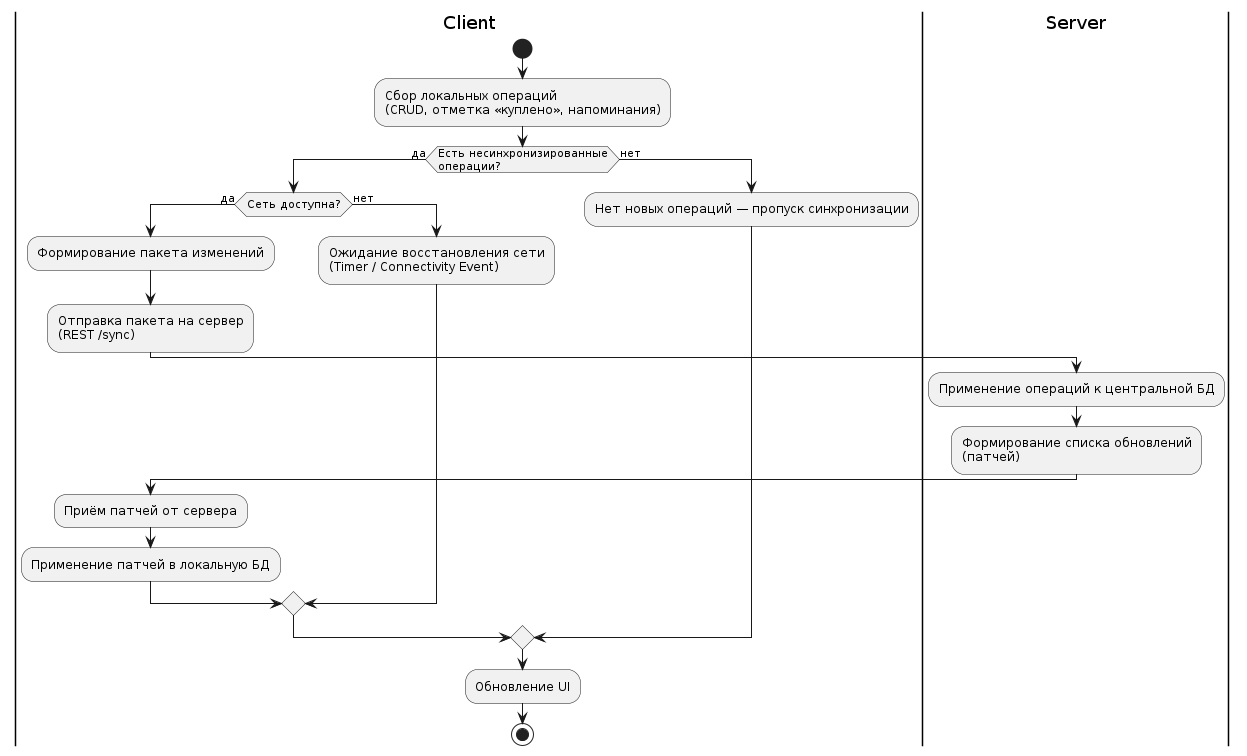 Client
Server
Сбор локальных операций
(CRUD, отметка «куплено», напоминания)
да
Есть несинхронизированные
операции?
нет
да
Сеть доступна?
нет
Нет новых операций — пропуск синхронизации
Формирование пакета изменений
Ожидание восстановления сети
(Timer / Connectivity Event)
Отправка пакета на сервер
(REST /sync)
Применение операций к центральной БД
Формирование списка обновлений
(патчей)
Приём патчей от сервера
Применение патчей в локальную БД
Обновление UI